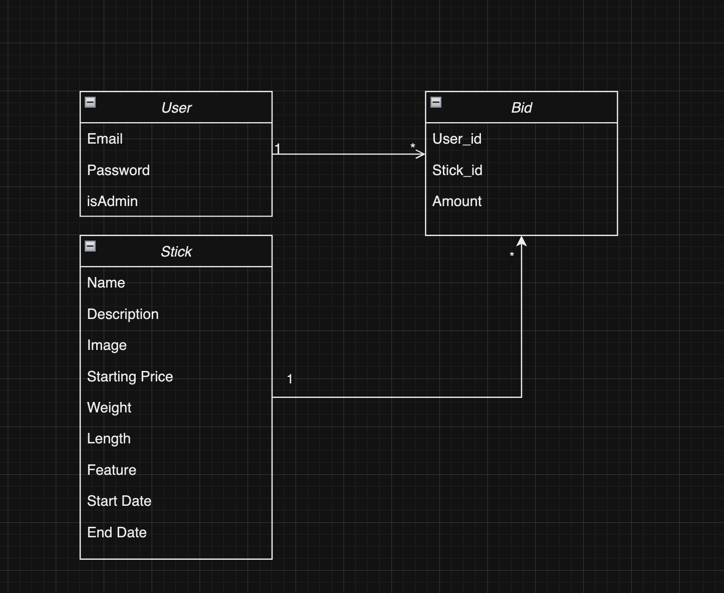 User
Email
Password
isAdmin
1
*
Bid
User_id
Stick_id
Amount
*
Stick
Name
Description
Image
Starting Price
Weight
Length
Feature
Start Date
End Date
1